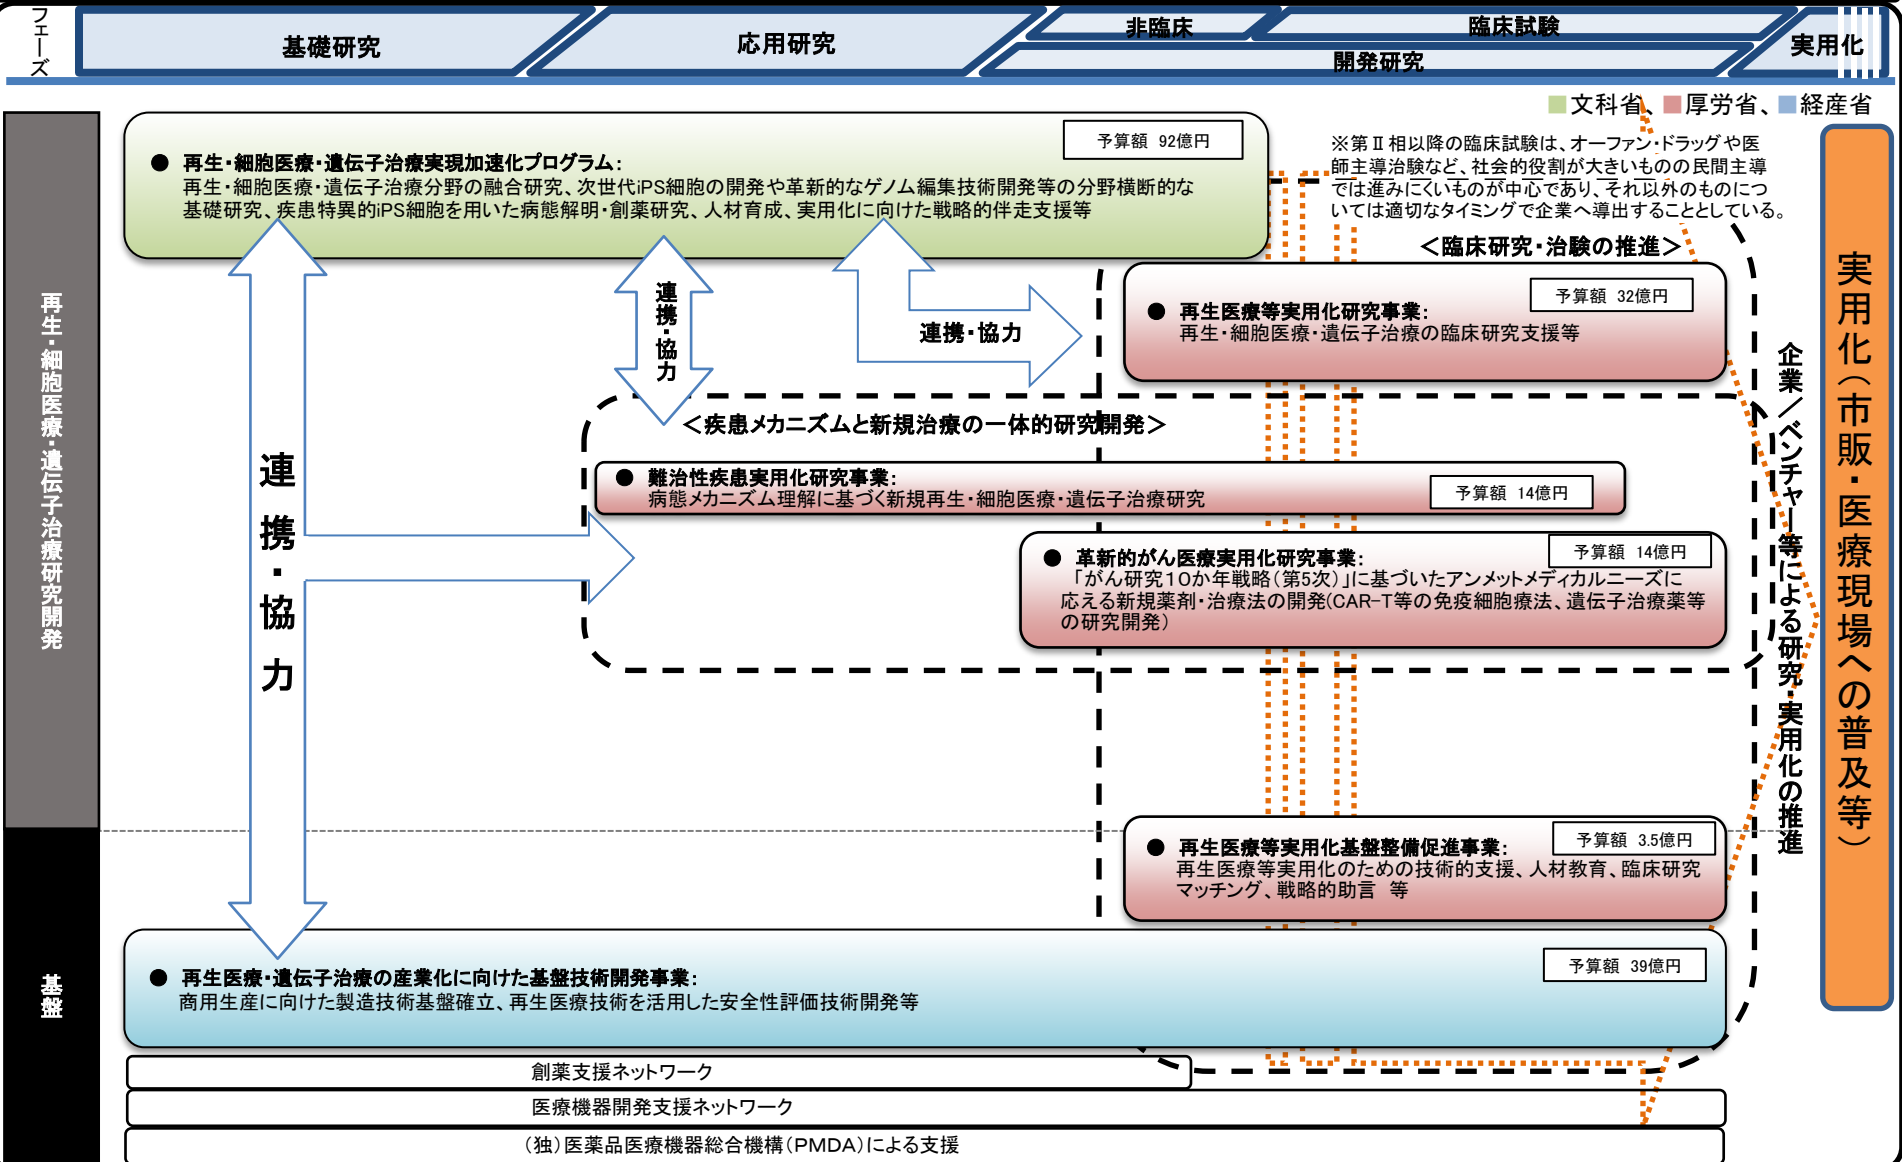 フェーズ
基礎研究
応用研究
非臨床
臨床試験
開発研究
実用化
文科省、厚労省、経産省
再生・細胞医療・遺伝子治療研究開発
予算額 92億円
● 再生・細胞医療・遺伝子治療実現加速化プログラム：
再生・細胞医療・遺伝子治療分野の融合研究、次世代iPS細胞の開発や革新的なゲノム編集技術開発等の分野横断的な
基礎研究、疾患特異的iPS細胞を用いた病態解明・創薬研究、人材育成、実用化に向けた戦略的伴走支援等
※第Ⅱ相以降の臨床試験は、オーファン・ドラッグや医
師主導治験など、社会的役割が大きいものの民間主導
では進みにくいものが中心であり、それ以外のものにつ
いては適切なタイミングで企業へ導出することとしている。
＜臨床研究・治験の推進＞
予算額 32億円
● 再生医療等実用化研究事業：
再生・細胞医療・遺伝子治療の臨床研究支援等
連携・協力
連携・協力
連携・協力
＜疾患メカニズムと新規治療の一体的研究開発＞
● 難治性疾患実用化研究事業：
病態メカニズム理解に基づく新規再生・細胞医療・遺伝子治療研究
予算額 14億円
予算額 14億円
● 革新的がん医療実用化研究事業：
「がん研究１０か年戦略（第5次）」に基づいたアンメットメディカルニーズに
応える新規薬剤・治療法の開発(CAR-T等の免疫細胞療法、遺伝子治療薬等
の研究開発）
企業／ベンチャー等による研究・実用化の推進
実用化（市販・医療現場への普及等）
基盤
予算額 3.5億円
● 再生医療等実用化基盤整備促進事業：
再生医療等実用化のための技術的支援、人材教育、臨床研究
マッチング、戦略的助言 等
予算額 39億円
● 再生医療・遺伝子治療の産業化に向けた基盤技術開発事業：
商用生産に向けた製造技術基盤確立、再生医療技術を活用した安全性評価技術開発等
創薬支援ネットワーク
医療機器開発支援ネットワーク
（独）医薬品医療機器総合機構（PMDA）による支援